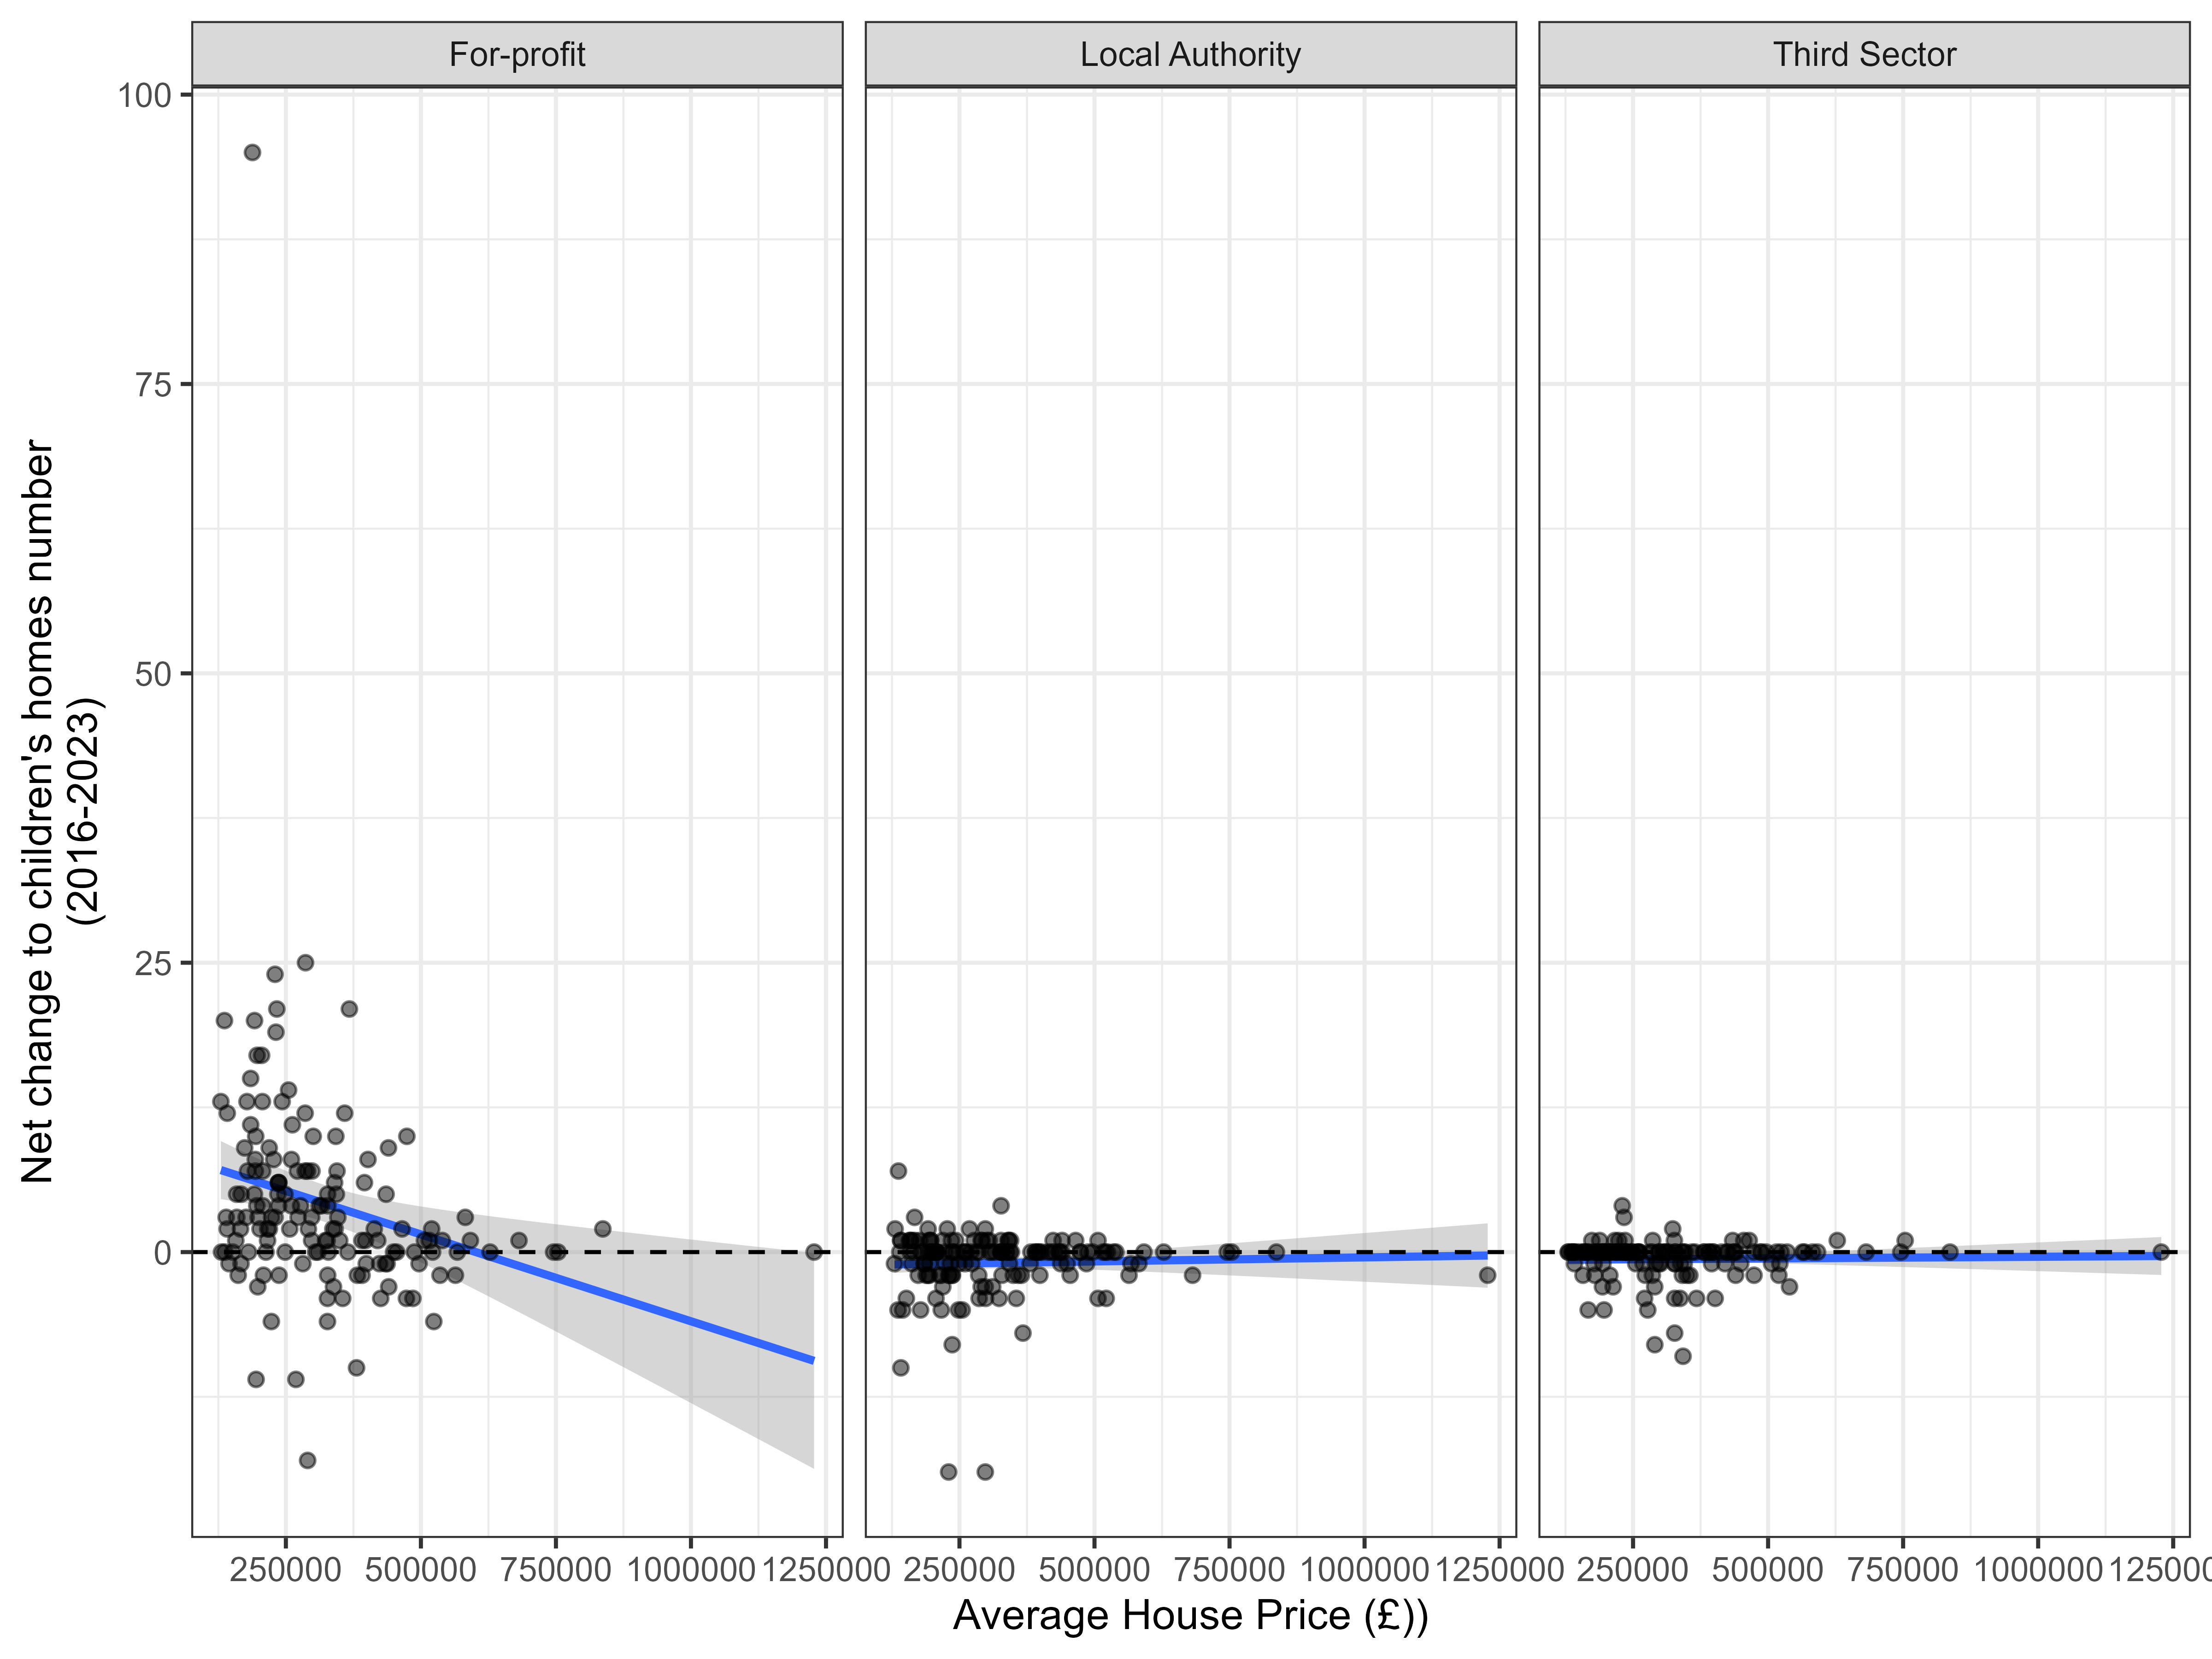 For-profit
Local Authority
Third Sector
100
75
50
25
0
Net change to children's homes number
(2016-2023)
250000 500000 750000 1000000 1250000
250000 500000 750000 1000000 1250000
250000 500000 750000 1000000 125000
Average House Price (£))